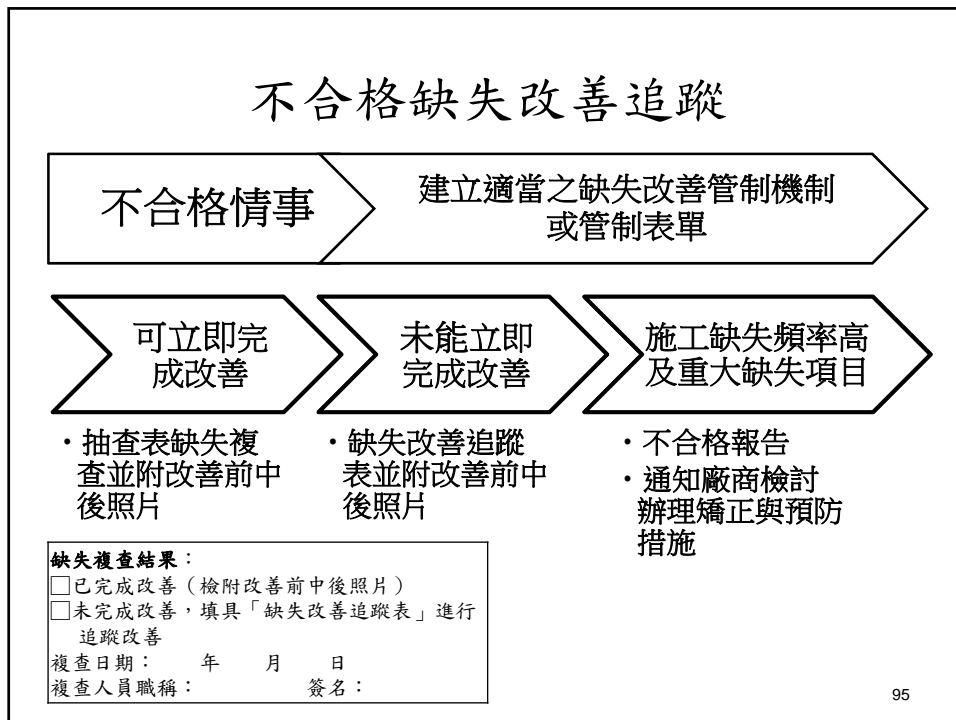 不合格缺失改善追蹤
不合格情事
建立適當之缺失改善管制機制
或管制表單
可立即完
成改善
未能立即
完成改善
施工缺失頻率高
及重大缺失項目
・抽查表缺失複
查並附改善前中
後照片
・缺失改善追蹤
表並附改善前中
後照片
・不合格報告
・通知廠商檢討
辦理矯正與預防
措施
缺失複查結果：
□已完成改善（檢附改善前中後照片）
□未完成改善，填具「缺失改善追蹤表」進行
追蹤改善
複查日期： 年 月 日
複查人員職稱： 簽名：
95